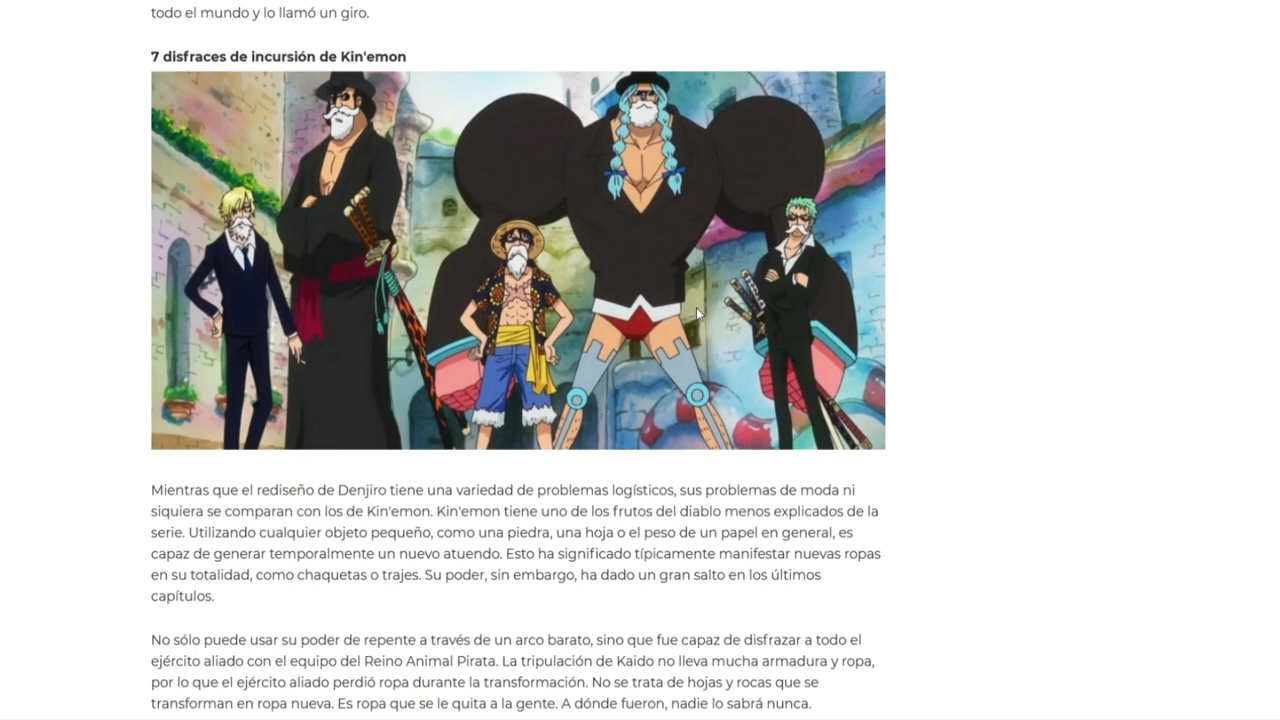 todo el mundo y lo llamó un giro.
7 disfraces de incursión de Kin'emon
Mientras que el rediseño de Denjiro tiene una variedad de problemas logísticos, sus problemas de moda ni
siquiera se comparan con los de Kin'emon. Kin'emon tiene uno de los frutos del diablo menos explicados de la
serie. Utilizando cualquier objeto pequeño, como una piedra, una hoja o el peso de un papel en general, es
capaz de generar temporalmente un nuevo atuendo. Esto ha significado típicamente manifestar nuevas ropas
en su totalidad, como chaquetas o trajes. Su poder, sin embargo, ha dado un gran salto en los últimos
capítulos.
No sólo puede usar su poder de repente a través de un arco barato, sino que fue capaz de disfrazar a todo el
ejército aliado con el equipo del Reino Animal Pirata. La tripulación de Kaido no lleva mucha armadura y ropa,
por lo que el ejército aliado perdió ropa durante la transformación. No se trata de hojas y rocas que se
transforman en ropa nueva. Es ropa que se le quita a la gente. A dónde fueron, nadie lo sabrá nunca.